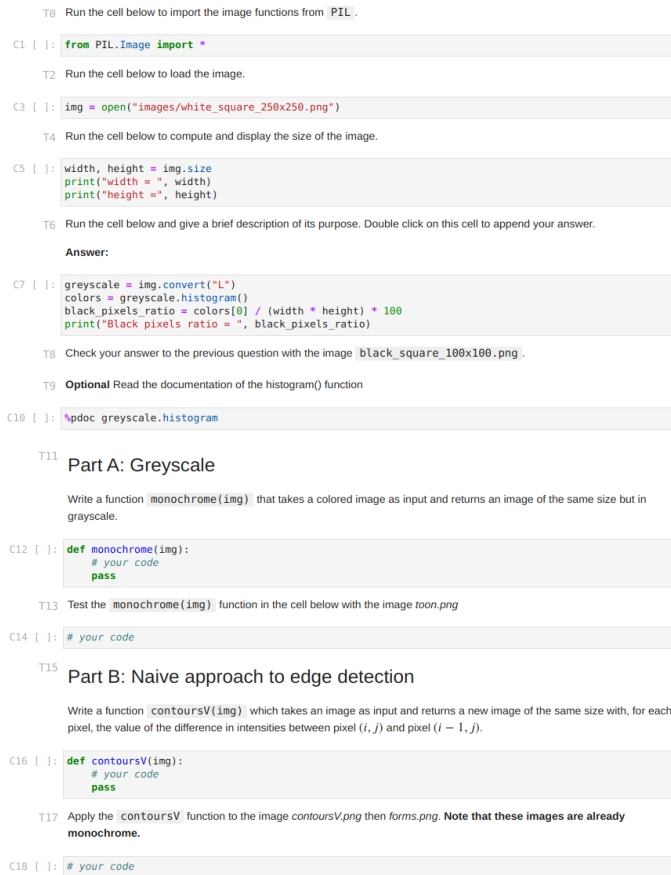 T0 Run the cell below to import the image functions from PIL .
C1 [ ]: from PIL.Image import *
T2 Run the cell below to load the image.
C3 [ ]: img = open("images/white_square_250x250.png")
T4 Run the cell below to compute and display the size of the image.
C5 [ ]: width, height = img.size
print("width = ", width)
print("height =", height)
T6 Run the cell below and give a brief description of its purpose. Double click on this cell to append your answer.
Answer:
C7 [ ]: greyscale = img.convert("L")
colors = greyscale.histogram()
black_pixels_ratio = colors[0] / (width * height) * 100
print("Black pixels ratio = ", black_pixels_ratio)
T8 Check your answer to the previous question with the image black_square_100x100.png .
T9 Optional Read the documentation of the histogram() function
C10 [ ]: %pdoc greyscale.histogram
T11 Part A: Greyscale
Write a function monochrome(img) that takes a colored image as input and returns an image of the same size but in
grayscale.
C12 [ ]: def monochrome(img):
# your code
pass
T13 Test the monochrome(img) function in the cell below with the image toon.png
C14 [ ]: # your code
T15 Part B: Naive approach to edge detection
Write a function contoursV(img) which takes an image as input and returns a new image of the same size with, for each
pixel, the value of the difference in intensities between pixel (i, j) and pixel (i − 1, j).
C16 [ ]: def contoursV(img):
# your code
pass
T17 Apply the contoursV function to the image contoursV.png then forms.png. Note that these images are already
monochrome.
C18 [ ]: # your code